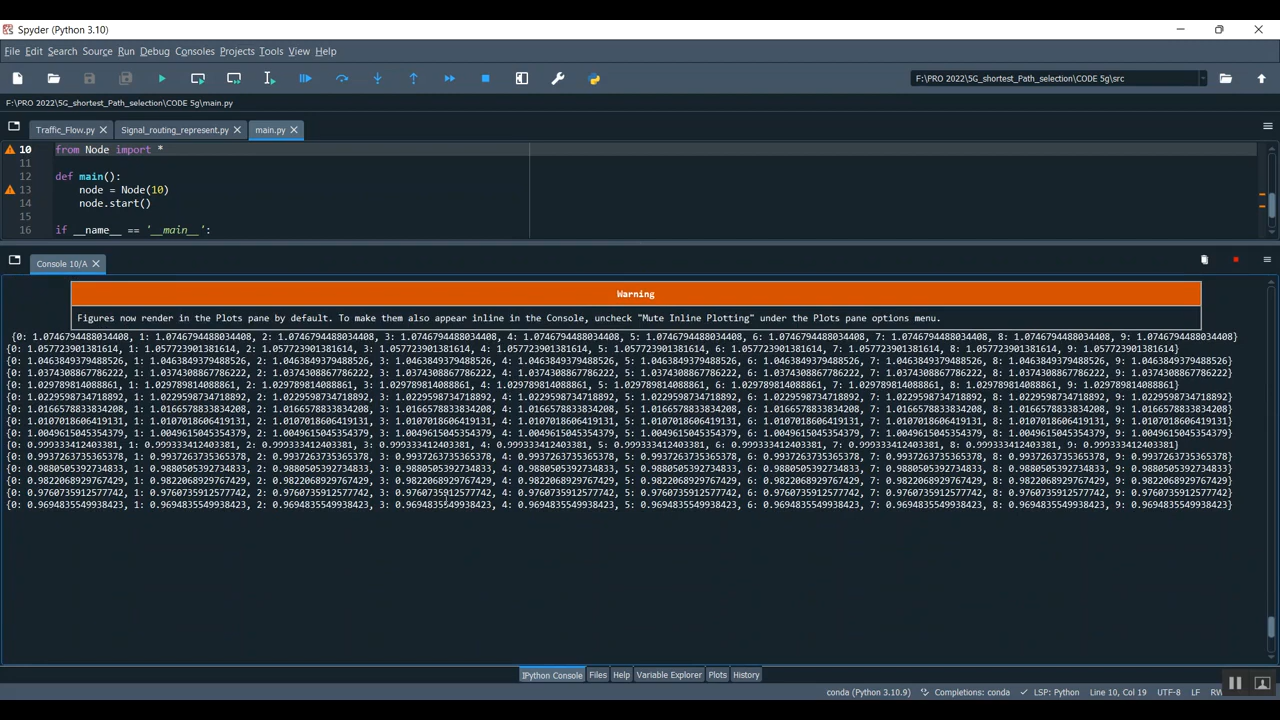 Spyder (Python 3.10)
File Edit Search Source Run Debug Consoles Projects Tools View Help
F:\PRO 2022\5G_shortest_Path_selection\CODE 5g\src
F:\PRO 2022\5G_shortest_Path_selection\CODE 5g\main.py
Traffic_Flow.py Signal_routing_represent.py main.py
10 from Node import *
11
12 def main():
13 node = Node(10)
14 node.start()
15
16 if __name__ == '__main__':
Console 10/A
Warning
Figures now render in the Plots pane by default. To make them also appear inline in the Console, uncheck "Mute Inline Plotting" under the Plots pane options menu.
{0: 1.0746794488034408, 1: 1.0746794488034408, 2: 1.0746794488034408, 3: 1.0746794488034408, 4: 1.0746794488034408, 5: 1.0746794488034408, 6: 1.0746794488034408, 7: 1.0746794488034408, 8: 1.0746794488034408, 9: 1.0746794488034408}
{0: 1.057723901381614, 1: 1.057723901381614, 2: 1.057723901381614, 3: 1.057723901381614, 4: 1.057723901381614, 5: 1.057723901381614, 6: 1.057723901381614, 7: 1.057723901381614, 8: 1.057723901381614, 9: 1.057723901381614}
{0: 1.0463849379488526, 1: 1.0463849379488526, 2: 1.0463849379488526, 3: 1.0463849379488526, 4: 1.0463849379488526, 5: 1.0463849379488526, 6: 1.0463849379488526, 7: 1.0463849379488526, 8: 1.0463849379488526, 9: 1.0463849379488526}
{0: 1.0374308867786222, 1: 1.0374308867786222, 2: 1.0374308867786222, 3: 1.0374308867786222, 4: 1.0374308867786222, 5: 1.0374308867786222, 6: 1.0374308867786222, 7: 1.0374308867786222, 8: 1.0374308867786222, 9: 1.0374308867786222}
{0: 1.029789814088861, 1: 1.029789814088861, 2: 1.029789814088861, 3: 1.029789814088861, 4: 1.029789814088861, 5: 1.029789814088861, 6: 1.029789814088861, 7: 1.029789814088861, 8: 1.029789814088861, 9: 1.029789814088861}
{0: 1.0229598734718892, 1: 1.0229598734718892, 2: 1.0229598734718892, 3: 1.0229598734718892, 4: 1.0229598734718892, 5: 1.0229598734718892, 6: 1.0229598734718892, 7: 1.0229598734718892, 8: 1.0229598734718892, 9: 1.0229598734718892}
{0: 1.0166578833834208, 1: 1.0166578833834208, 2: 1.0166578833834208, 3: 1.0166578833834208, 4: 1.0166578833834208, 5: 1.0166578833834208, 6: 1.0166578833834208, 7: 1.0166578833834208, 8: 1.0166578833834208, 9: 1.0166578833834208}
{0: 1.0107018606419131, 1: 1.0107018606419131, 2: 1.0107018606419131, 3: 1.0107018606419131, 4: 1.0107018606419131, 5: 1.0107018606419131, 6: 1.0107018606419131, 7: 1.0107018606419131, 8: 1.0107018606419131, 9: 1.0107018606419131}
{0: 1.0049615045354379, 1: 1.0049615045354379, 2: 1.0049615045354379, 3: 1.0049615045354379, 4: 1.0049615045354379, 5: 1.0049615045354379, 6: 1.0049615045354379, 7: 1.0049615045354379, 8: 1.0049615045354379, 9: 1.0049615045354379}
{0: 0.999333412403381, 1: 0.999333412403381, 2: 0.999333412403381, 3: 0.999333412403381, 4: 0.999333412403381, 5: 0.999333412403381, 6: 0.999333412403381, 7: 0.999333412403381, 8: 0.999333412403381, 9: 0.999333412403381}
{0: 0.9937263735365378, 1: 0.9937263735365378, 2: 0.9937263735365378, 3: 0.9937263735365378, 4: 0.9937263735365378, 5: 0.9937263735365378, 6: 0.9937263735365378, 7: 0.9937263735365378, 8: 0.9937263735365378, 9: 0.9937263735365378}
{0: 0.9880505392734833, 1: 0.9880505392734833, 2: 0.9880505392734833, 3: 0.9880505392734833, 4: 0.9880505392734833, 5: 0.9880505392734833, 6: 0.9880505392734833, 7: 0.9880505392734833, 8: 0.9880505392734833, 9: 0.9880505392734833}
{0: 0.9822068929767429, 1: 0.9822068929767429, 2: 0.9822068929767429, 3: 0.9822068929767429, 4: 0.9822068929767429, 5: 0.9822068929767429, 6: 0.9822068929767429, 7: 0.9822068929767429, 8: 0.9822068929767429, 9: 0.9822068929767429}
{0: 0.9760735912577742, 1: 0.9760735912577742, 2: 0.9760735912577742, 3: 0.9760735912577742, 4: 0.9760735912577742, 5: 0.9760735912577742, 6: 0.9760735912577742, 7: 0.9760735912577742, 8: 0.9760735912577742, 9: 0.9760735912577742}
{0: 0.9694835549938423, 1: 0.9694835549938423, 2: 0.9694835549938423, 3: 0.9694835549938423, 4: 0.9694835549938423, 5: 0.9694835549938423, 6: 0.9694835549938423, 7: 0.9694835549938423, 8: 0.9694835549938423, 9: 0.9694835549938423}
IPython Console Files Help Variable Explorer Plots History
conda (Python 3.10.9) Completions: conda LSP: Python Line 10, Col 19 UTF-8 LF RW